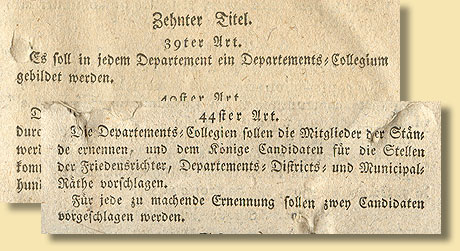 Zehnter Titel.
39ter Art.
Es soll in jedem Departement ein Departements-Collegium
gebildet werden.
40ster Art.
44ster Art.
Die Departements-Collegien sollen die Mitglieder der Stän-
de ernennen, und dem Könige Candidaten für die Stellen
der Friedensrichter, Departements-Districts- und Municipal-
Räthe vorschlagen.
Für jede zu machende Ernennung sollen zwey Candidaten
vorgeschlagen werden.